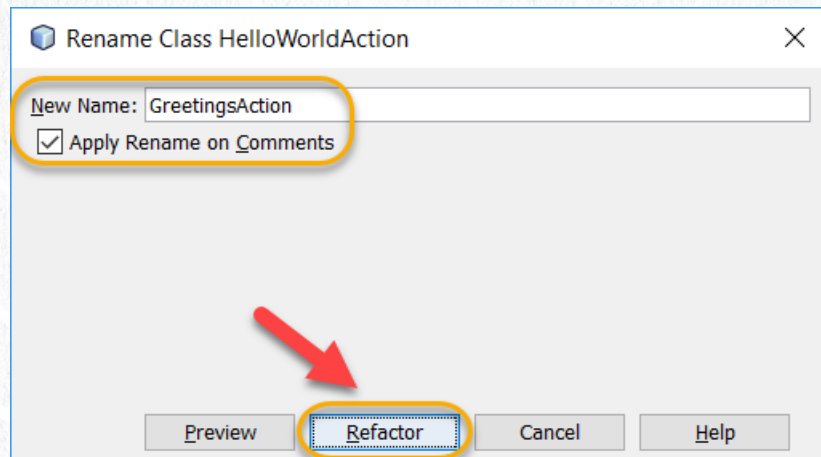 Rename Class HelloWorldAction
New Name: GreetingsAction
Apply Rename on Comments
Preview Refactor Cancel Help